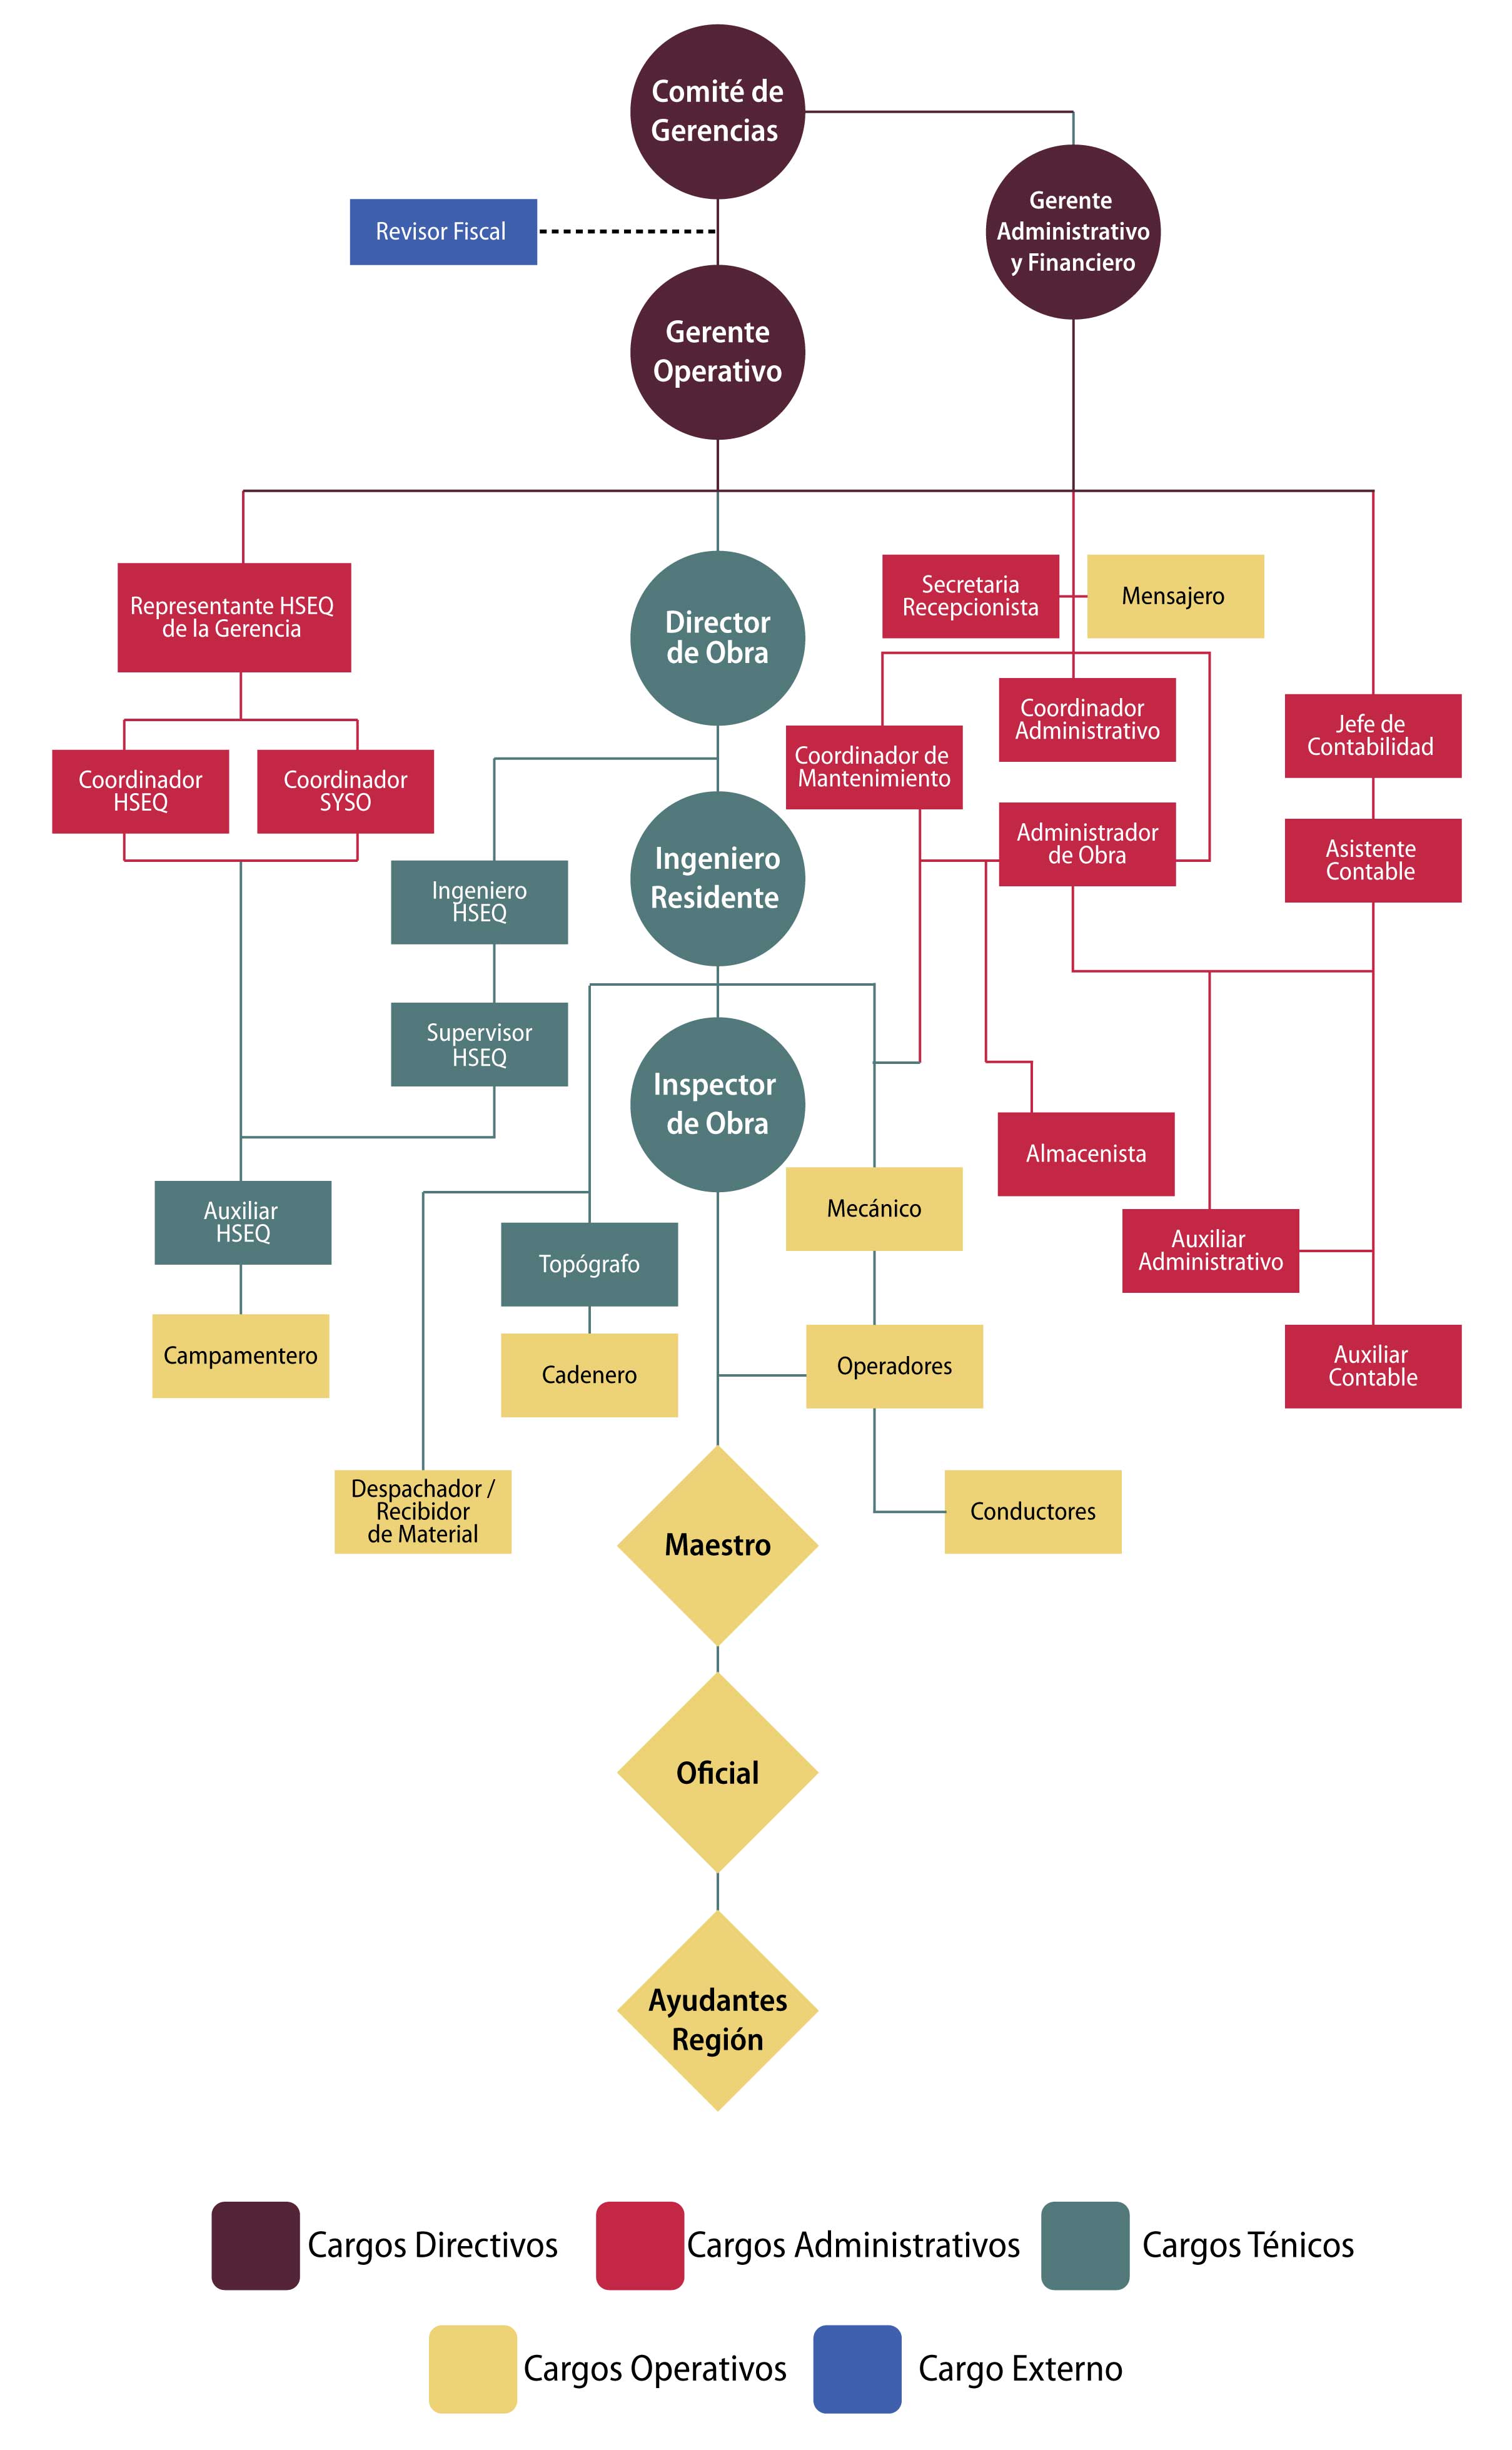 Comité de
Gerencias
Gerente
Administrativo
y Financiero
Revisor Fiscal
Gerente
Operativo
Representante HSEQ
de la Gerencia
Director
de Obra
Secretaria
Recepcionista
Mensajero
Coordinador
Administrativo
Jefe de
Contabilidad
Coordinador
HSEQ
Coordinador
SYSO
Coordinador de
Mantenimiento
Administrador
de Obra
Asistente
Contable
Ingeniero
HSEQ
Ingeniero
Residente
Supervisor
HSEQ
Inspector
de Obra
Almacenista
Auxiliar
HSEQ
Topógrafo
Mecánico
Auxiliar
Administrativo
Campamentero
Cadenero
Operadores
Auxiliar
Contable
Despachador /
Recibidor
de Material
Maestro
Conductores
Oficial
Ayudantes
Región
Cargos Directivos
Cargos Administrativos
Cargos Ténicos
Cargos Operativos
Cargo Externo